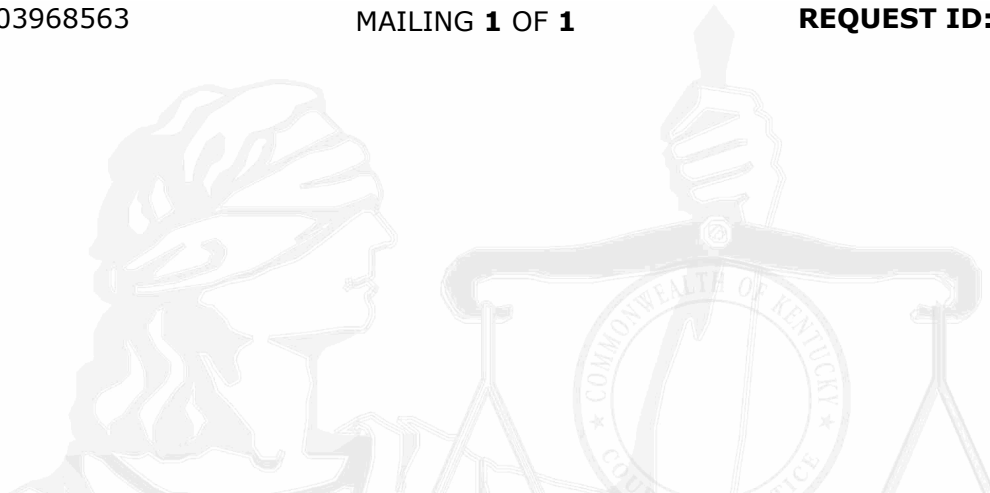 03968563 MAILING 1 OF 1 REQUEST ID:
COMMONWEALTH OF KENTUCKY